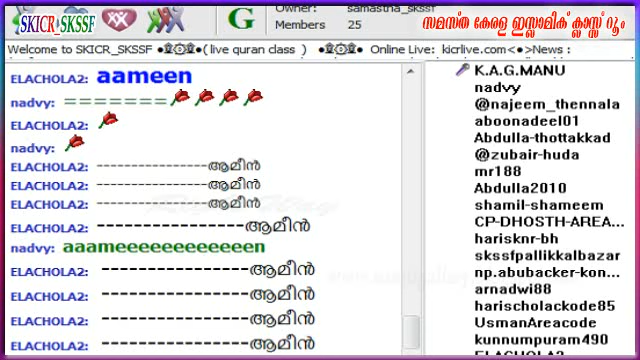 SKICR_SKSSF
G
Owner: samastha_skssf
Members 25
സമസ്ത കേരള ഇസ്ലാമിക് ക്ലാസ്സ് റൂം
Welcome to SKICR_SKSSF ●۩۞۩●( live quran class ) ●۩۞۩● Online Live: kicrlive.com<●>News :
ELACHOLA2: aameen
nadvy: =======
ELACHOLA2:
nadvy:
ELACHOLA2: -----------------ആമീൻ
ELACHOLA2: -----------------ആമീൻ
ELACHOLA2: -----------------ആമീൻ
ELACHOLA2: -----------------ആമീൻ
nadvy: aaameeeeeeeeeeeeen
ELACHOLA2: -----------------ആമീൻ
ELACHOLA2: -----------------ആമീൻ
ELACHOLA2: -----------------ആമീൻ
ELACHOLA2: -----------------ആമീൻ
K.A.G.MANU
nadvy
@najeem_thennala
aboonadeel01
Abdulla-thottakkad
@zubair-huda
mr188
Abdulla2010
shamil-shameem
CP-DHOSTH-AREA...
harisknr-bh
skssfpallikkalbazar
np.abubacker-kon...
arnadwi88
harischolackode85
UsmanAreacode
kunnumpuram490
ELACHOLA2